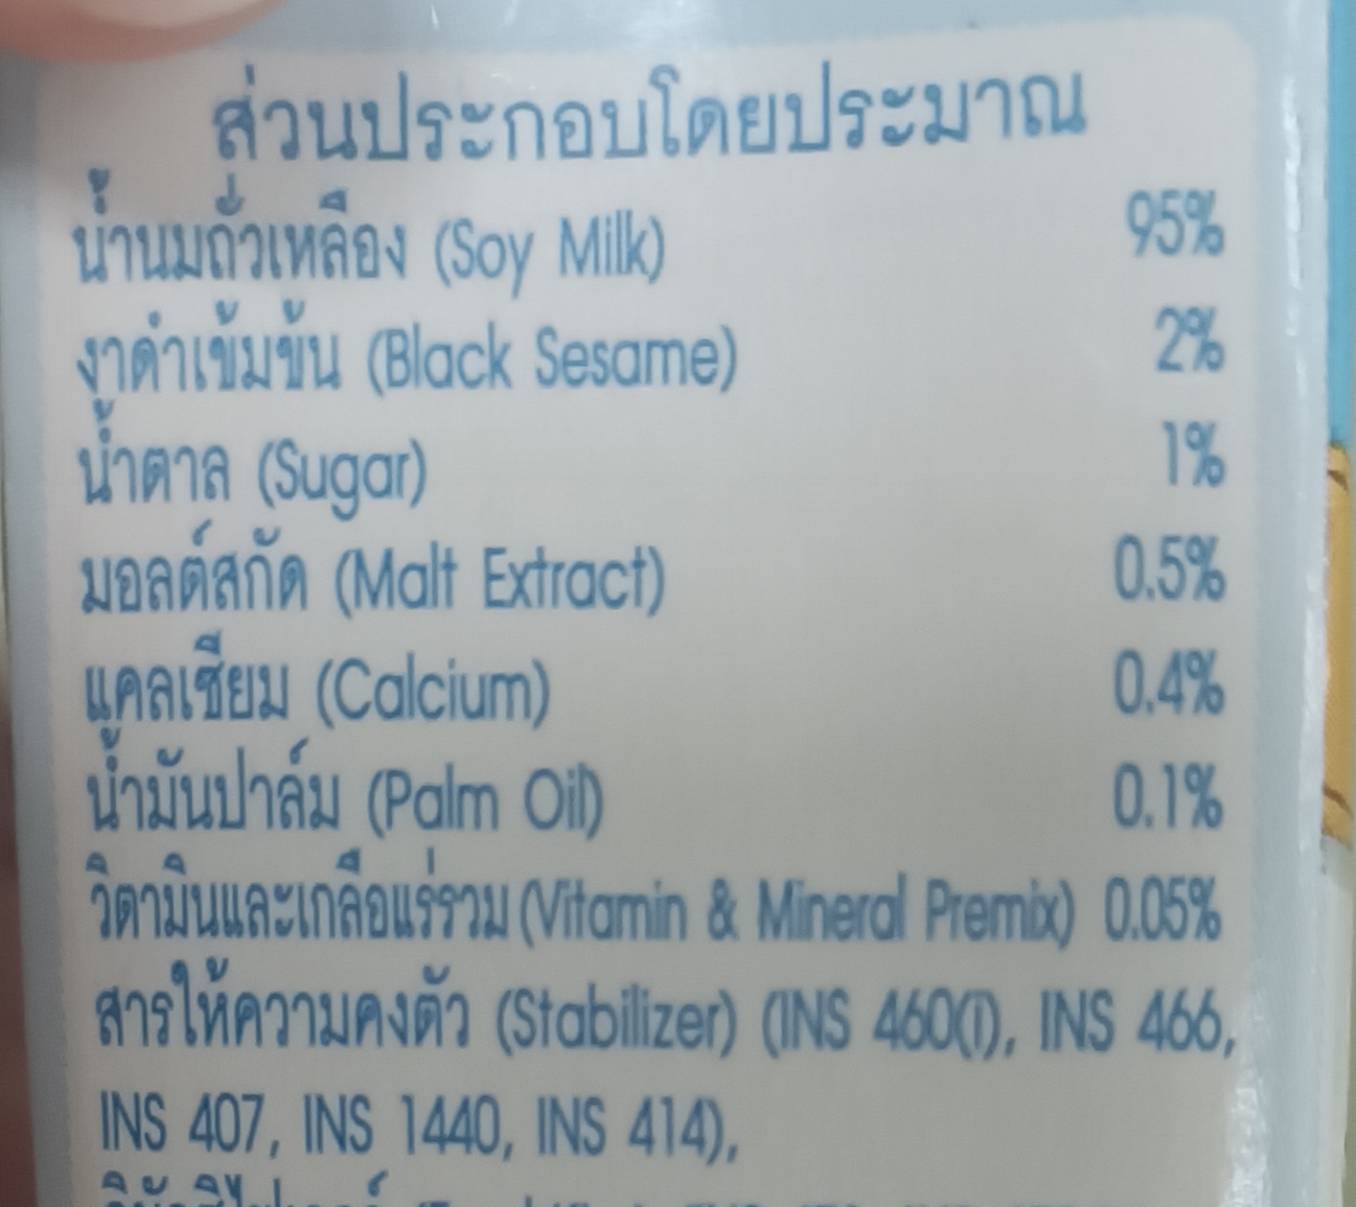 ส่วนประกอบโดยประมาณ
น้ำนมถั่วเหลือง (Soy Milk) 95%
งาดำเข้มข้น (Black Sesame) 2%
น้ำตาล (Sugar) 1%
มอลต์สกัด (Malt Extract) 0.5%
แคลเซียม (Calcium) 0.4%
น้ำมันปาล์ม (Palm Oil) 0.1%
วิตามินและเกลือแร่รวม (Vitamin & Mineral Premix) 0.05%
สารให้ความคงตัว (Stabilizer) (INS 460(i), INS 466,
INS 407, INS 1440, INS 414),